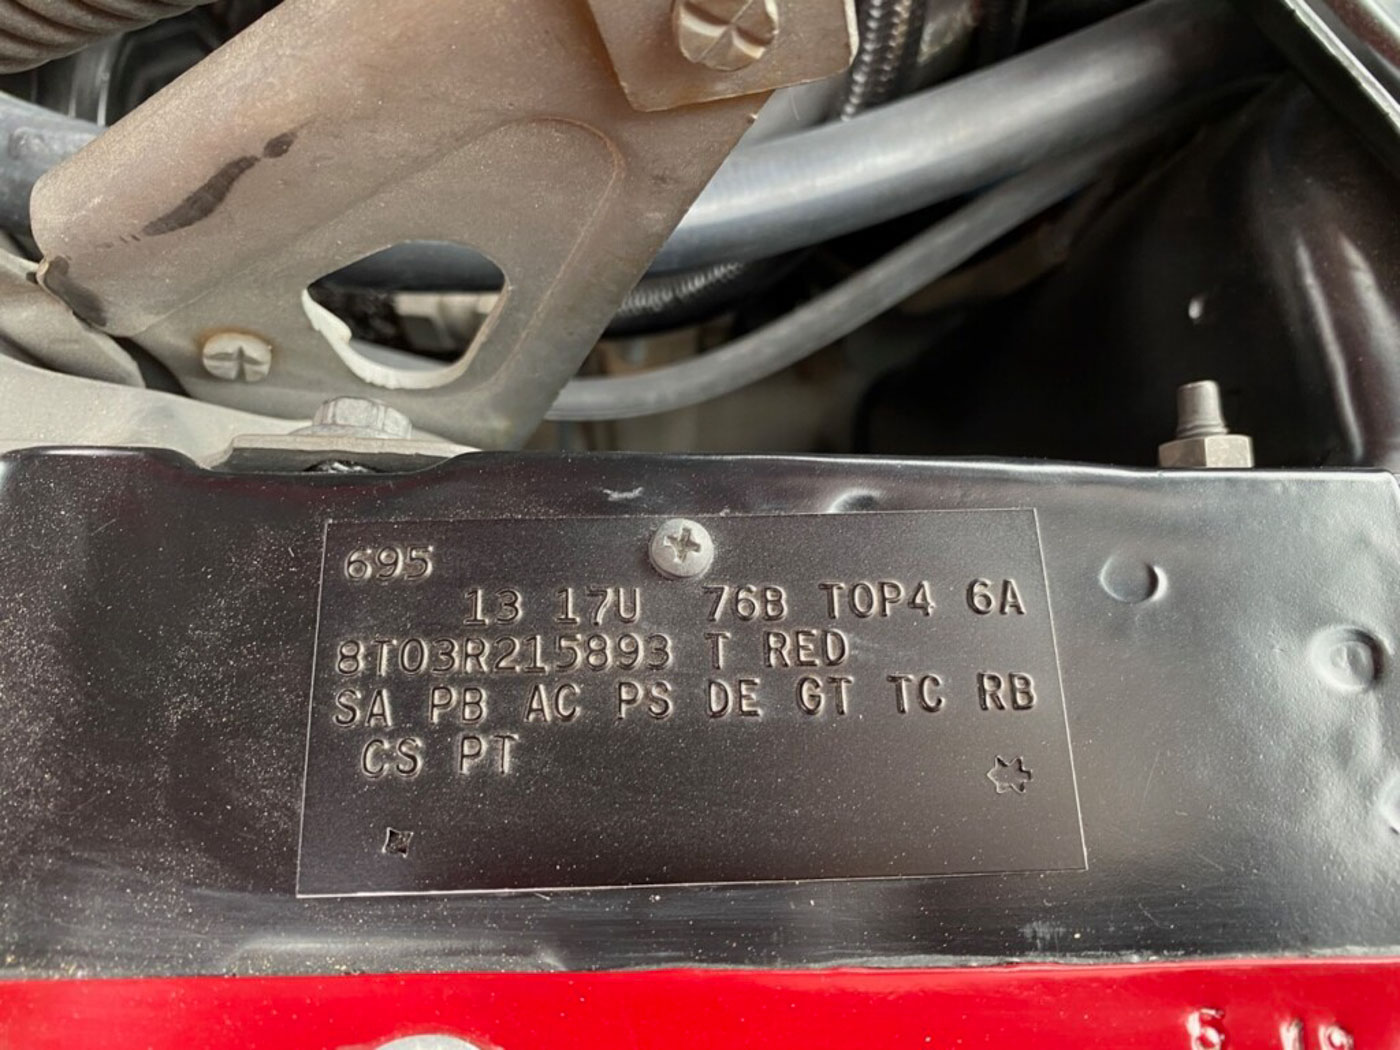 695
13 17U 76B TOP4 6A
8T03R215893 T RED
SA PB AC PS DE GT TC RB
CS PT